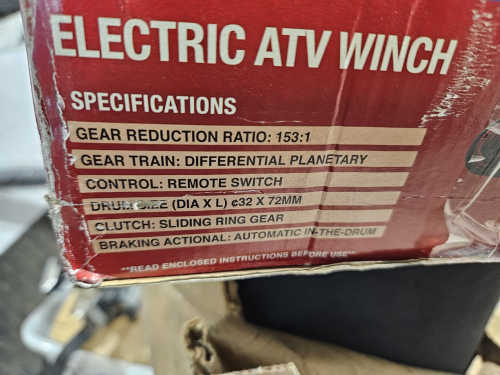 ELECTRIC ATV WINCH
SPECIFICATIONS
GEAR REDUCTION RATIO: 153:1
GEAR TRAIN: DIFFERENTIAL PLANETARY
CONTROL: REMOTE SWITCH
DRUM SIZE (DIA X L) ¢32 X 72MM
CLUTCH: SLIDING RING GEAR
BRAKING ACTIONAL: AUTOMATIC IN-THE-DRUM
**READ ENCLOSED INSTRUCTIONS BEFORE USE**